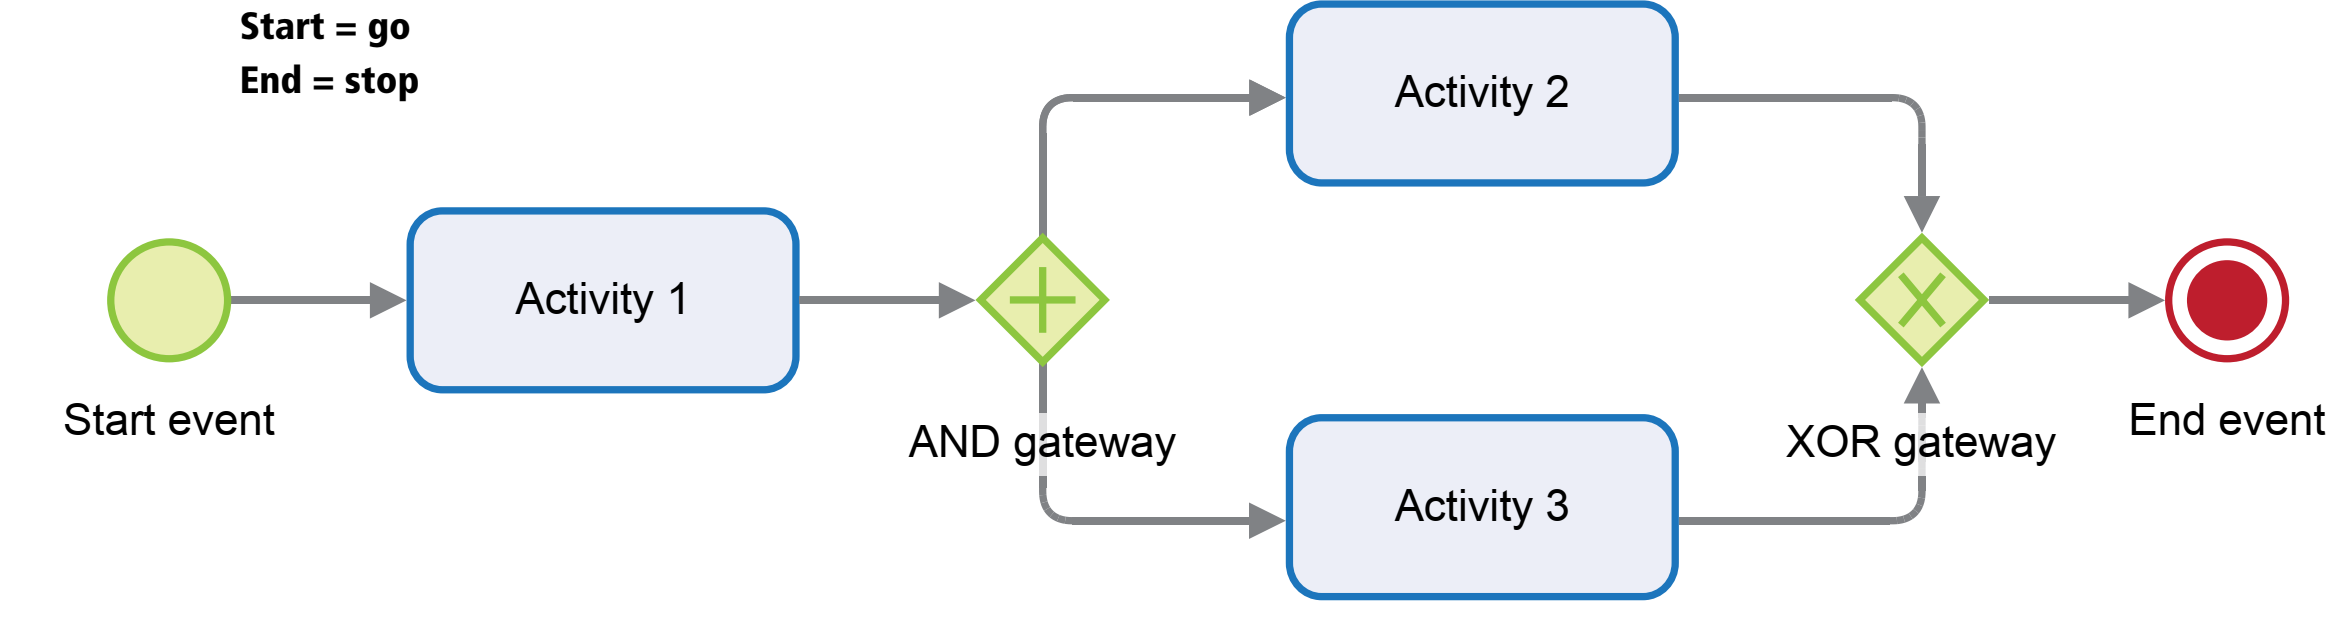 Start = go
End = stop
Activity 2
Activity 1
Start event
AND gateway
XOR gateway
End event
Activity 3